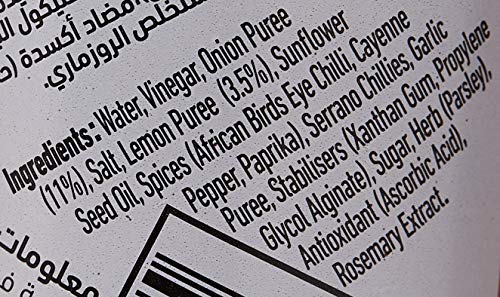 مضاد أكسدة
مستخلص الروزماري.
Ingredients: Water, Vinegar, Onion Puree
(11%), Salt, Lemon Puree (3.5%), Sunflower
Seed Oil, Spices (African Birds Eye Chilli, Cayenne
Pepper, Paprika), Serrano Chillies, Garlic
Puree, Stabilisers (Xanthan Gum, Propylene
Glycol Alginate), Sugar, Herb (Parsley),
Antioxidant (Ascorbic Acid),
Rosemary Extract.
معلومات